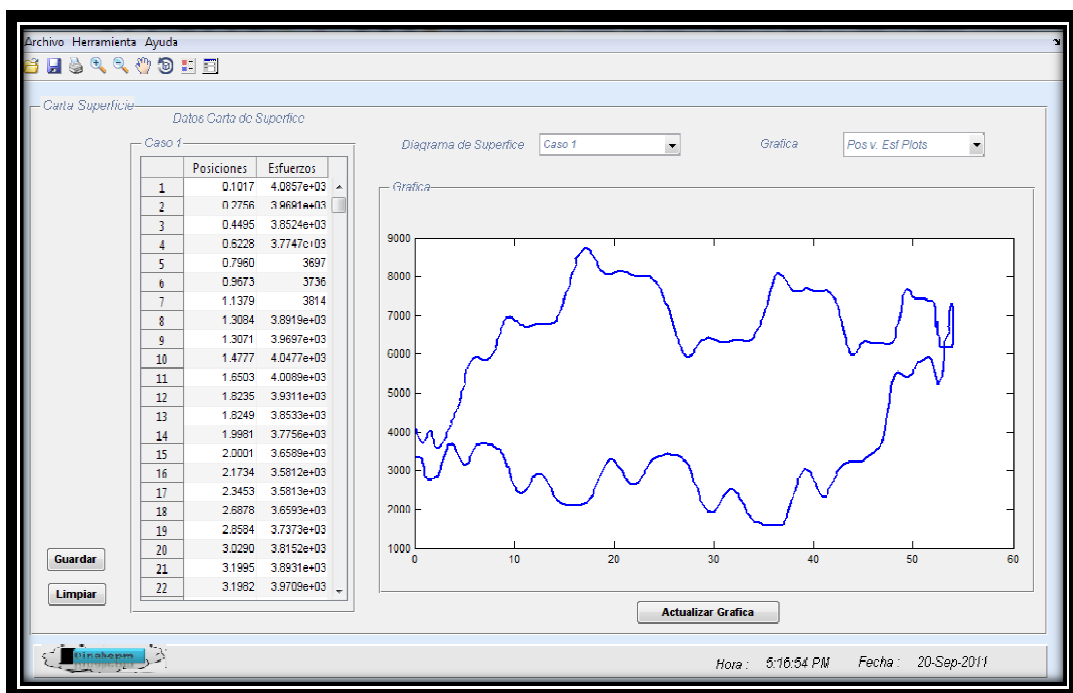 Archivo Herramienta Ayuda
Carta Superficie
Datos Carta de Superfice
Caso 1
Diagrama de Superfice Caso 1
Grafica Pos v. Esf Plots
Posiciones Esfuerzos
1 0.1017 4.0857e+03
2 0.2756 3.9691e+03
3 0.4495 3.8524e+03
4 0.6228 3.7747e+03
5 0.7960 3697
6 0.9673 3736
7 1.1379 3814
8 1.3084 3.8919e+03
9 1.3071 3.9697e+03
10 1.4777 4.0477e+03
11 1.6503 4.0089e+03
12 1.8235 3.9311e+03
13 1.8249 3.8533e+03
14 1.9981 3.7756e+03
15 2.0001 3.6589e+03
16 2.1734 3.5812e+03
17 2.3453 3.5813e+03
18 2.6878 3.6593e+03
19 2.8584 3.7373e+03
20 3.0290 3.8152e+03
21 3.1995 3.8931e+03
22 3.1982 3.9709e+03
Grafica
9000
8000
7000
6000
5000
4000
3000
2000
1000
0 10 20 30 40 50 60
Guardar
Limpiar
Actualizar Grafica
Hora : 5:16:54 PM Fecha : 20-Sep-2011